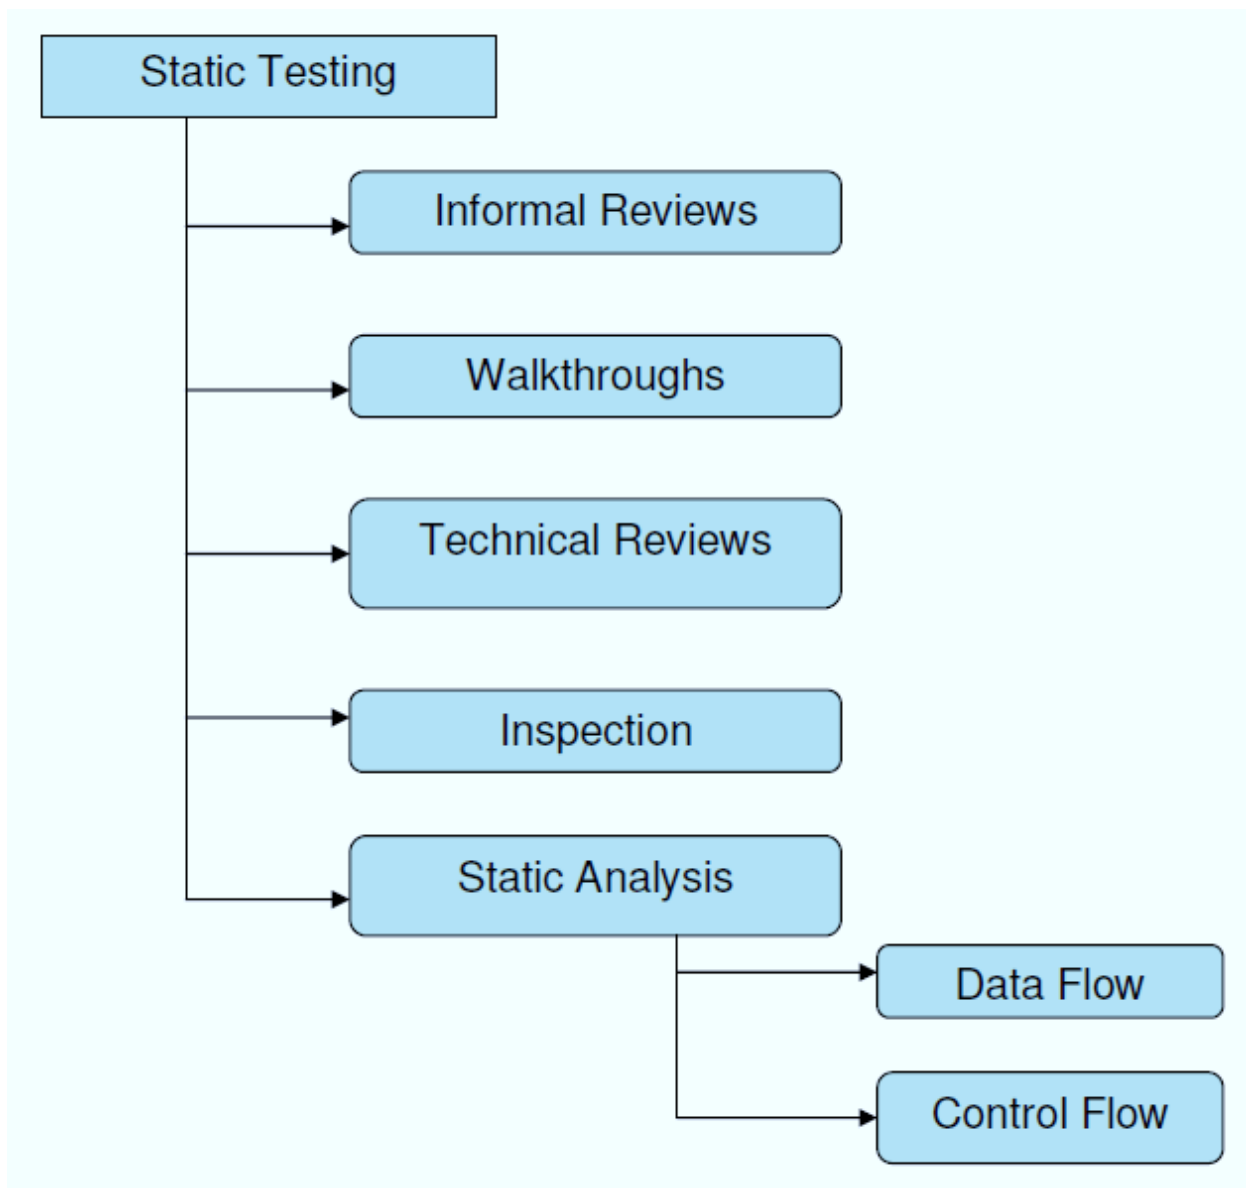 Static Testing
Informal Reviews
Walkthroughs
Technical Reviews
Inspection
Static Analysis
Data Flow
Control Flow